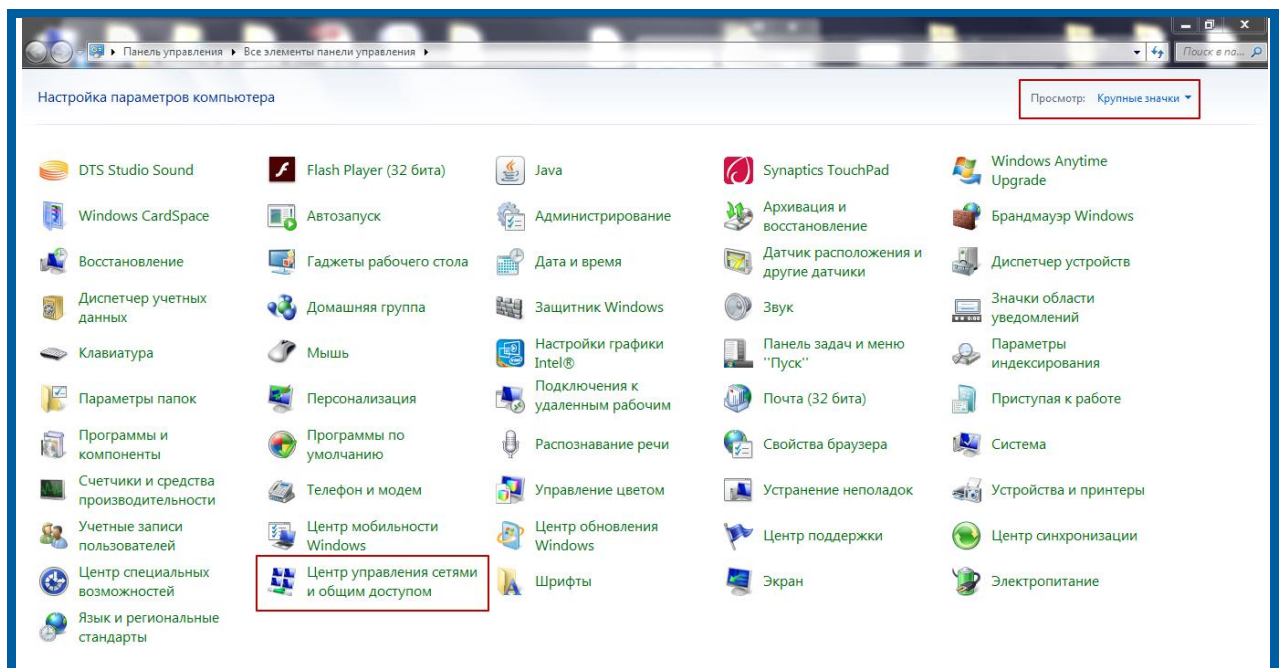 Панель управления ▸ Все элементы панели управления ▸
Поиск в па...
Настройка параметров компьютера
Просмотр: Крупные значки
DTS Studio Sound
Flash Player (32 бита)
Java
Synaptics TouchPad
Windows Anytime
Upgrade
Windows CardSpace
Автозапуск
Администрирование
Архивация и
восстановление
Брандмауэр Windows
Восстановление
Гаджеты рабочего стола
Дата и время
Датчик расположения и
другие датчики
Диспетчер устройств
Диспетчер учетных
данных
Домашняя группа
Защитник Windows
Звук
Значки области
уведомлений
Клавиатура
Мышь
Настройки графики
Intel®
Панель задач и меню
''Пуск''
Параметры
индексирования
Параметры папок
Персонализация
Подключения к
удаленным рабочим
Почта (32 бита)
Приступая к работе
Программы и
компоненты
Программы по
умолчанию
Распознавание речи
Свойства браузера
Система
Счетчики и средства
производительности
Телефон и модем
Управление цветом
Устранение неполадок
Устройства и принтеры
Учетные записи
пользователей
Центр мобильности
Windows
Центр обновления
Windows
Центр поддержки
Центр синхронизации
Центр специальных
возможностей
Центр управления сетями
и общим доступом
Шрифты
Экран
Электропитание
Язык и региональные
стандарты